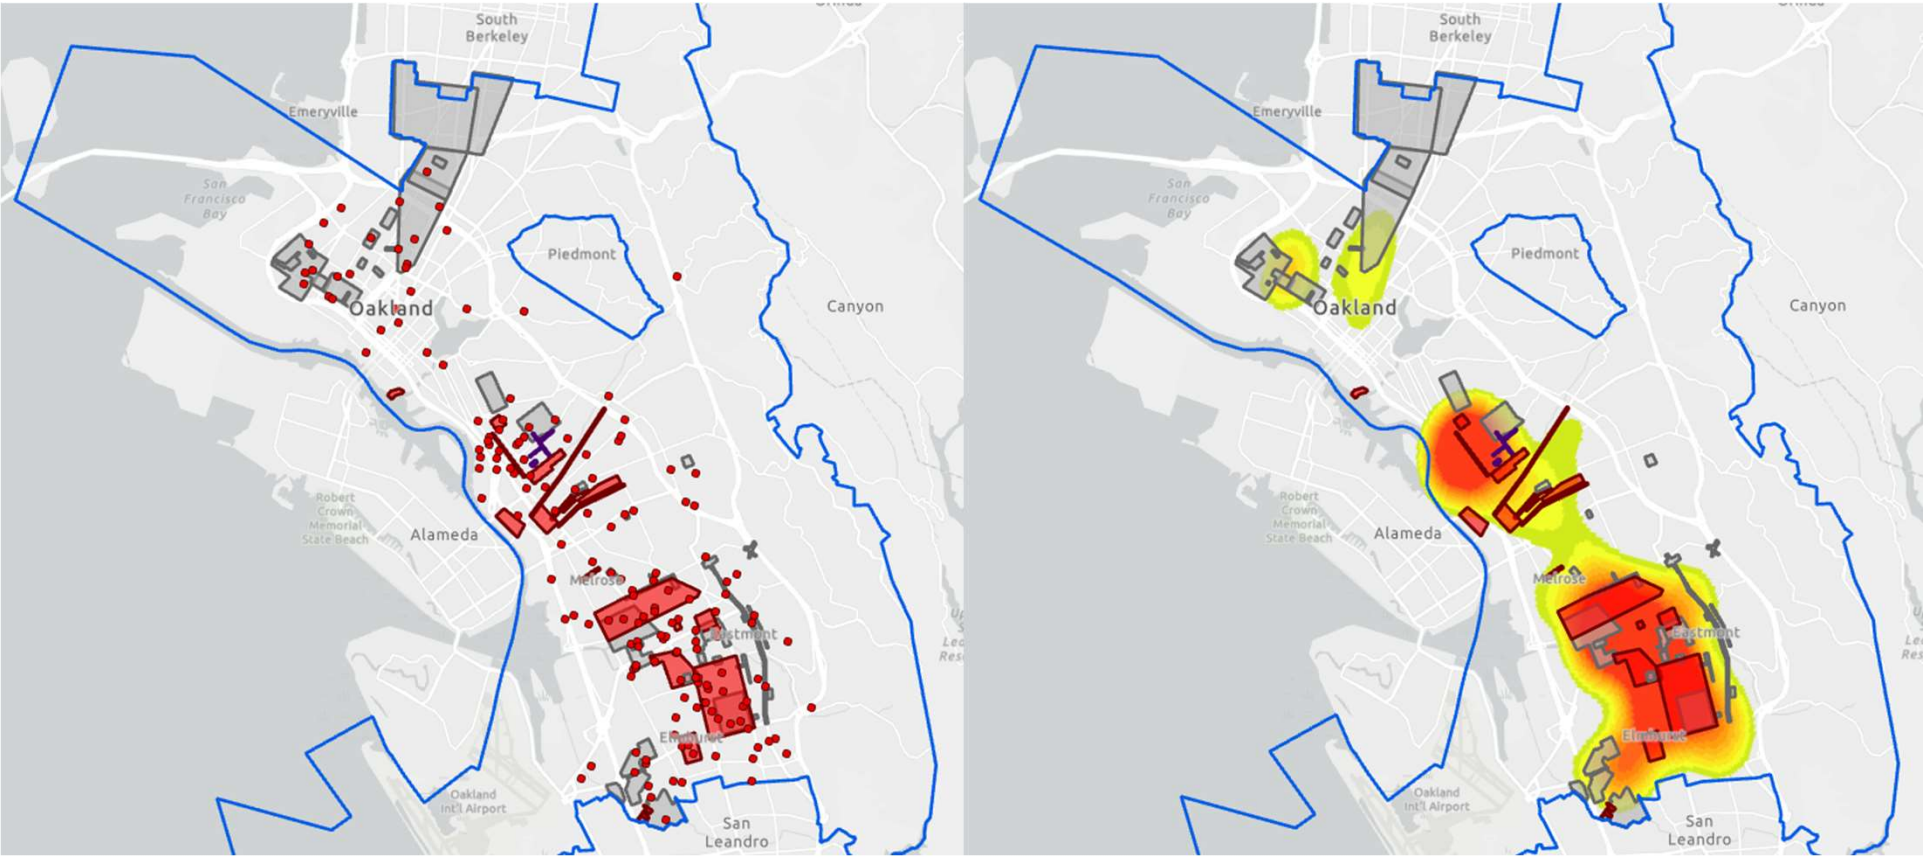 South
Berkeley
Emeryville
San
Francisco
Bay
Piedmont
Oakland
Canyon
Robert
Crown
Memorial
State Beach
Alameda
Melrose
Eastmont
Elmhurst
Oakland
Int'l Airport
San
Leandro
South
Berkeley
Emeryville
San
Francisco
Bay
Piedmont
Oakland
Canyon
Robert
Crown
Memorial
State Beach
Alameda
Melrose
Eastmont
Elmhurst
Oakland
Int'l Airport
San
Leandro